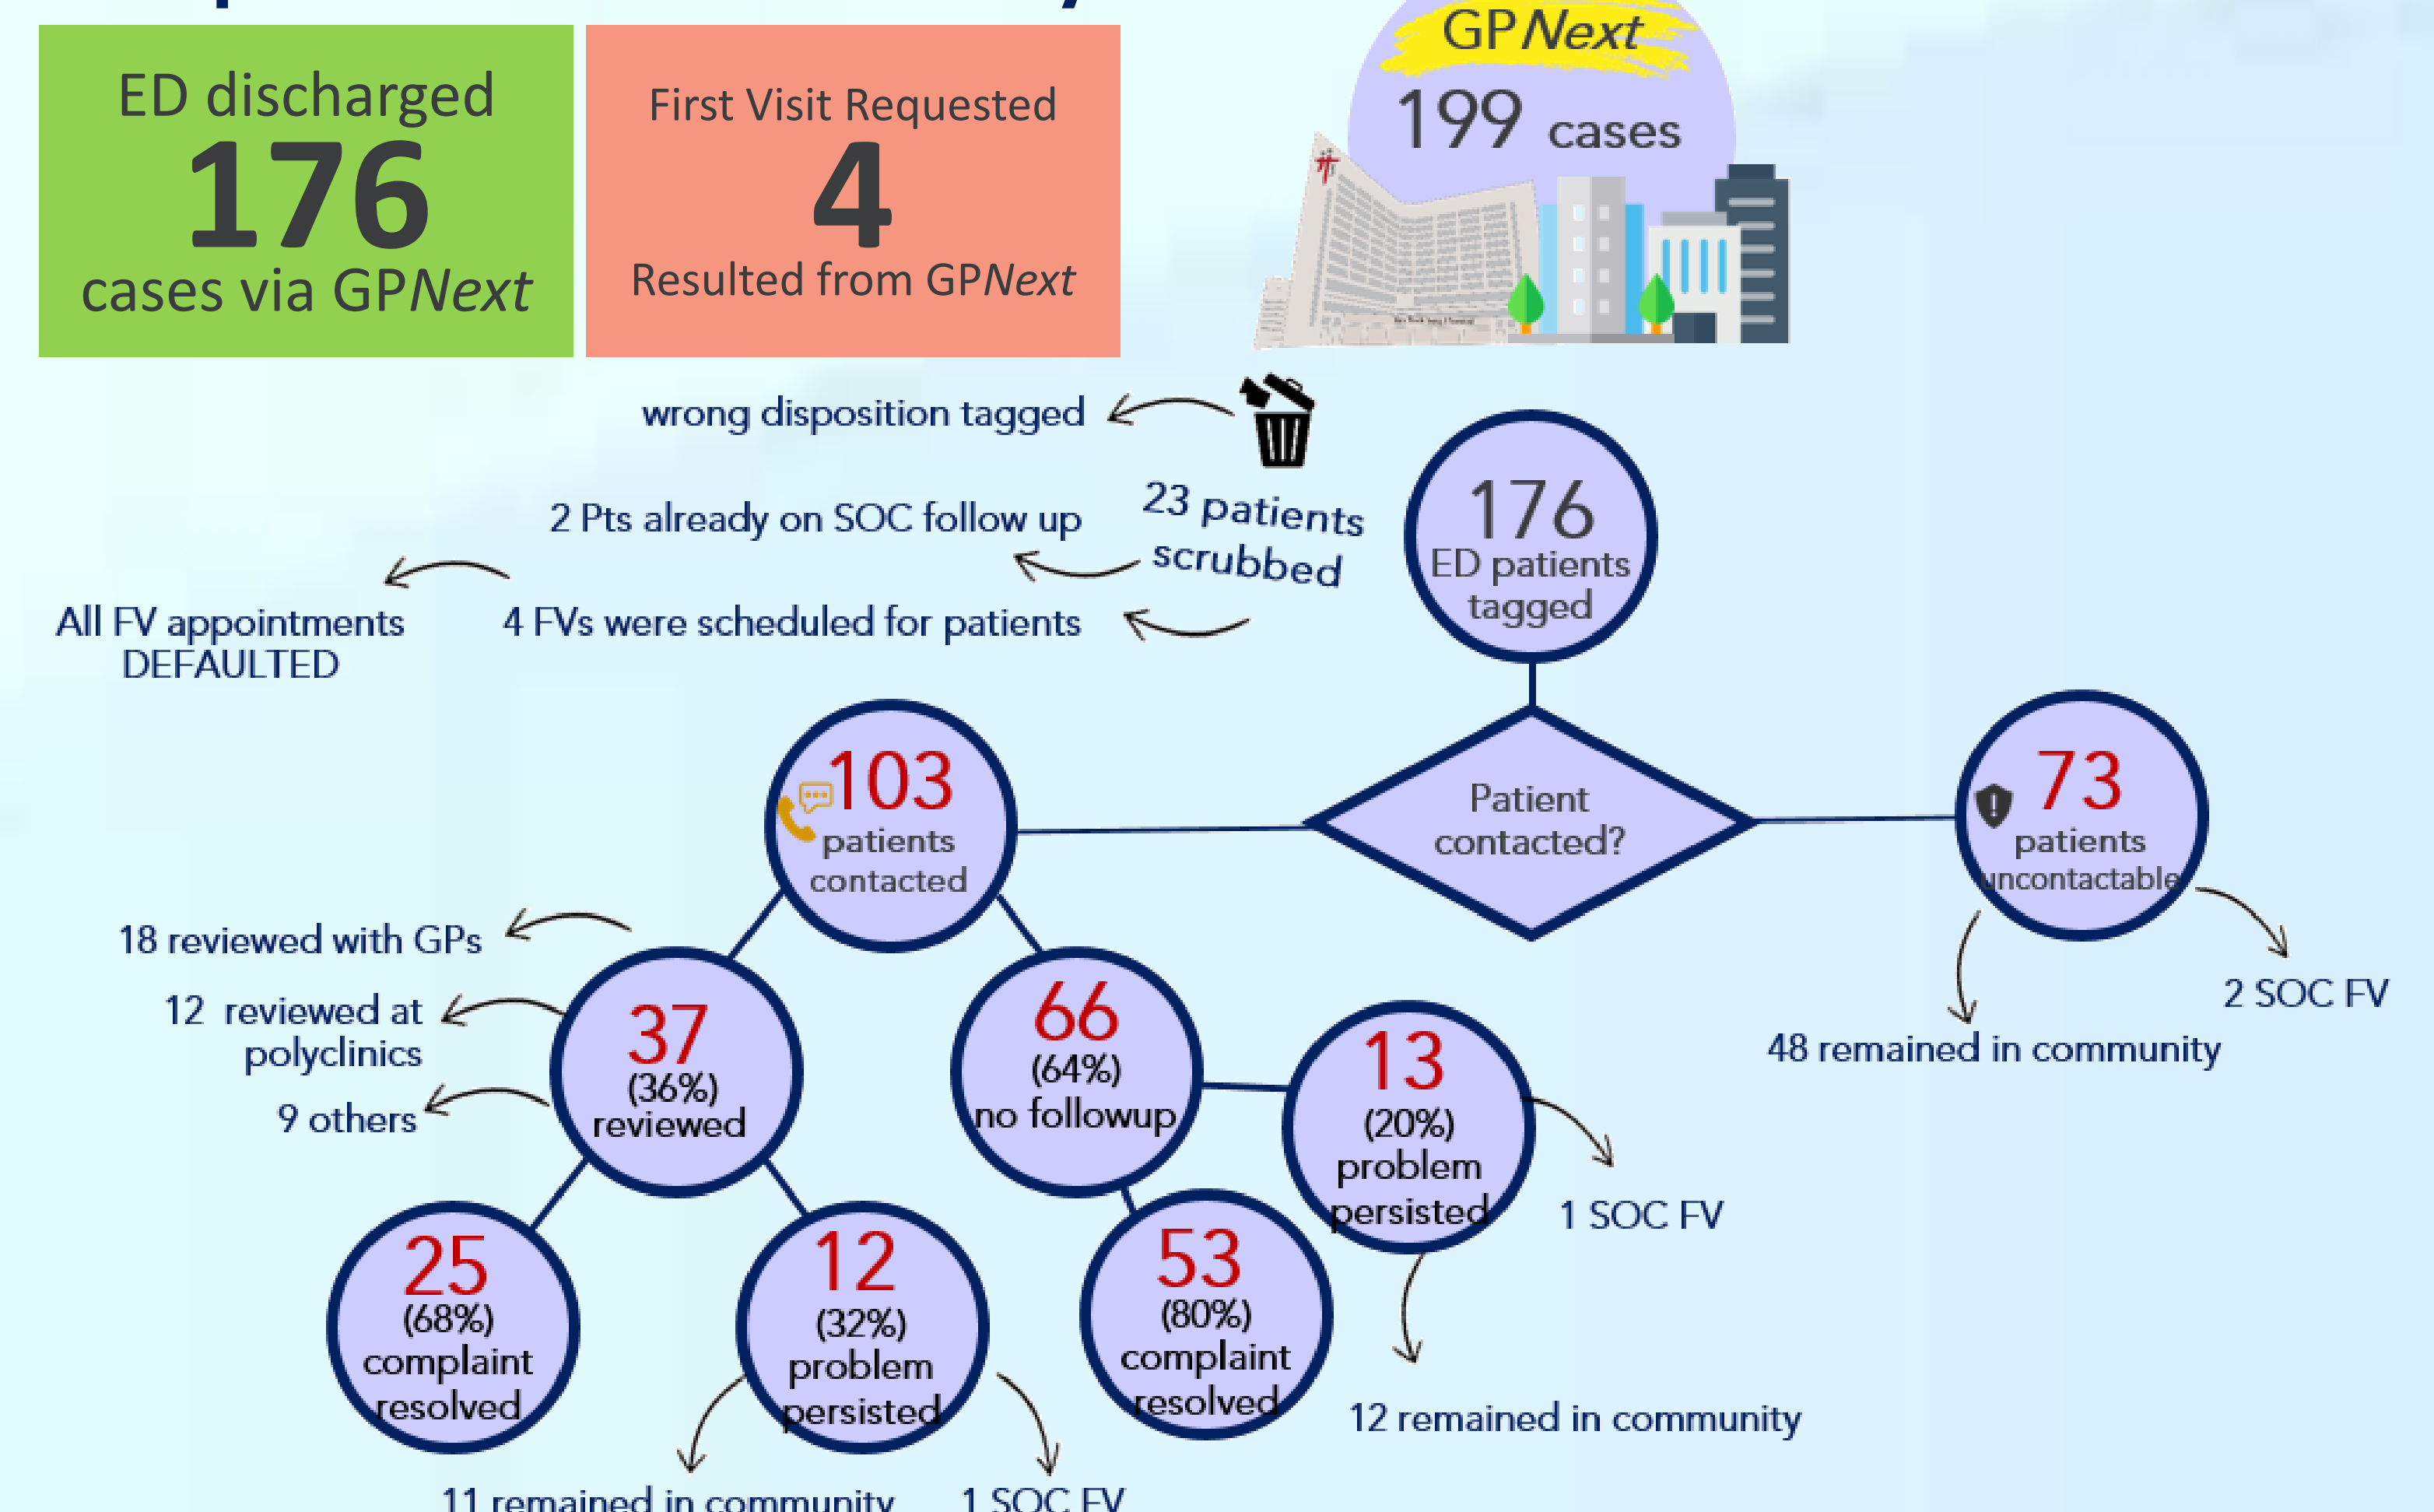 ED discharged
176
cases via GPNext
First Visit Requested
4
Resulted from GPNext
GPNext
199 cases
wrong disposition tagged
2 Pts already on SOC follow up
23 patients
scrubbed
4 FVs were scheduled for patients
All FV appointments
DEFAULTED
176
ED patients
tagged
Patient
contacted?
103
patients
contacted
73
patients
uncontactable
2 SOC FV
48 remained in community
18 reviewed with GPs
12 reviewed at
polyclinics
9 others
37
(36%)
reviewed
66
(64%)
no followup
13
(20%)
problem
persisted
1 SOC FV
12 remained in community
25
(68%)
complaint
resolved
12
(32%)
problem
persisted
53
(80%)
complaint
resolved
11 remained in community
1 SOC FV